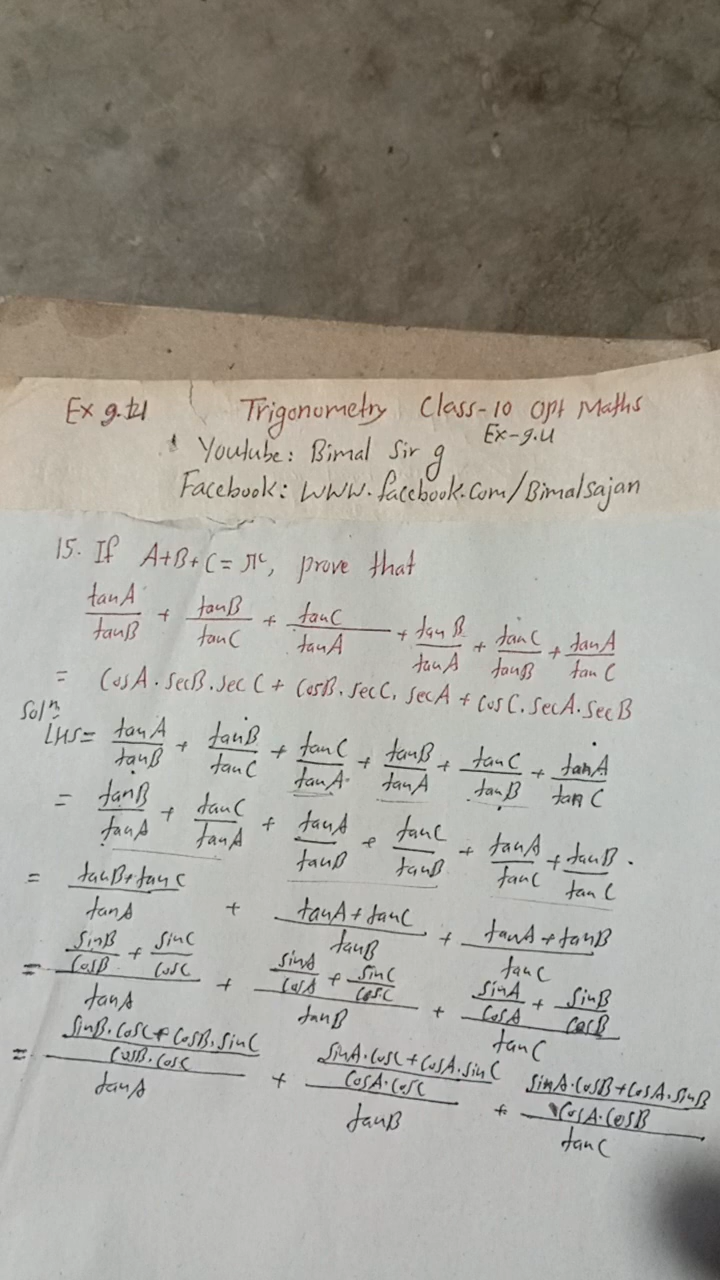 Ex 9.4 Trigonometry Class-10 Opt Maths
Ex-9.4
Youtube: Bimal Sir g
Facebook: WWW.facebook.com/Bimalsajan
15. If A+B+C = πᶜ, prove that
tanA/tanB + tanB/tanC + tanC/tanA + tanB/tanA + tanC/tanB + tanA/tanC
= CosA.secB.secC + CosB.secC.secA + CosC.secA.SecB
Solⁿ
LHS = tanA/tanB + tanB/tanC + tanC/tanA + tanB/tanA + tanC/tanB + tanA/tanC
= tanB/tanA + tanC/tanA + tanA/tanB + tanC/tanB + tanA/tanC + tanB/tanC .
= (tanB+tanC)/tanA + (tanA+tanC)/tanB + (tanA+tanB)/tanC
= (SinB/CosB + SinC/CosC)/tanA + (sinA/CosA + SinC/CosC)/tanB + (SinA/CosA + SinB/CosB)/tanC
= ((SinB.CosC+CosB.SinC)/(CosB.CosC))/tanA + ((SinA.CosC+CosA.SinC)/(CosA.CosC))/tanB + ((SinA.CosB+CosA.SinB)/(CosA.CosB))/tanC